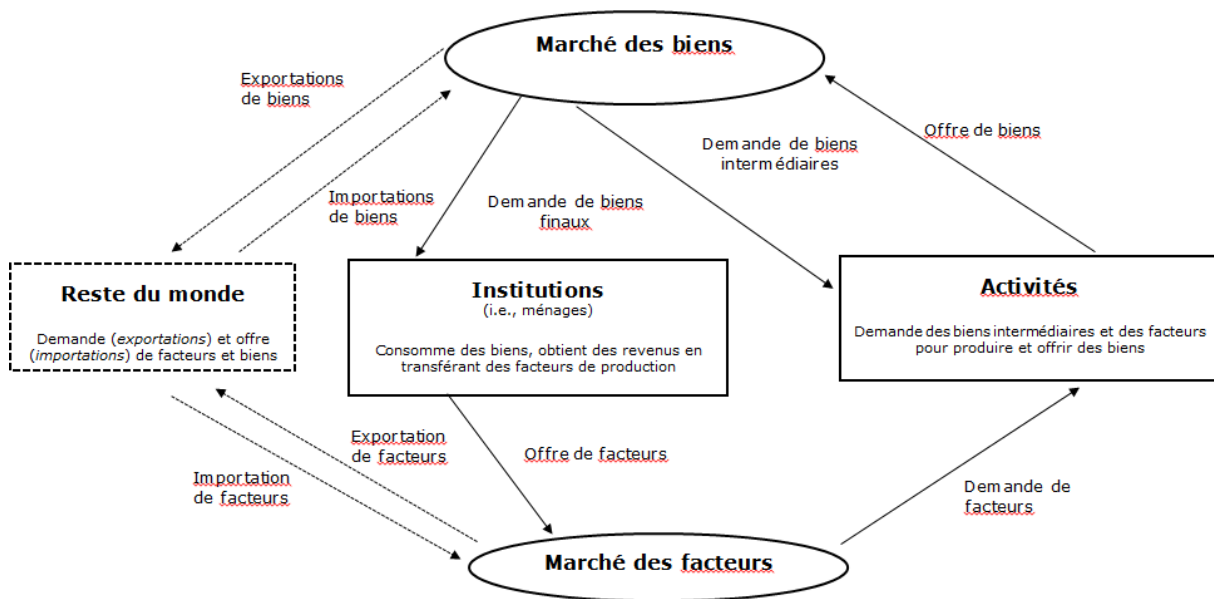 Marché des biens
Exportations
de biens
Offre de biens
Demande de biens
intermédiaires
Importations
de biens
Demande de biens
finaux
Reste du monde
Demande (exportations) et offre
(importations) de facteurs et biens
Institutions
(i.e., ménages)
Consomme des biens, obtient des revenus en
transférant des facteurs de production
Activités
Demande des biens intermédiaires et des facteurs
pour produire et offrir des biens
Exportation
de facteurs
Offre de facteurs
Importation
de facteurs
Demande de
facteurs
Marché des facteurs